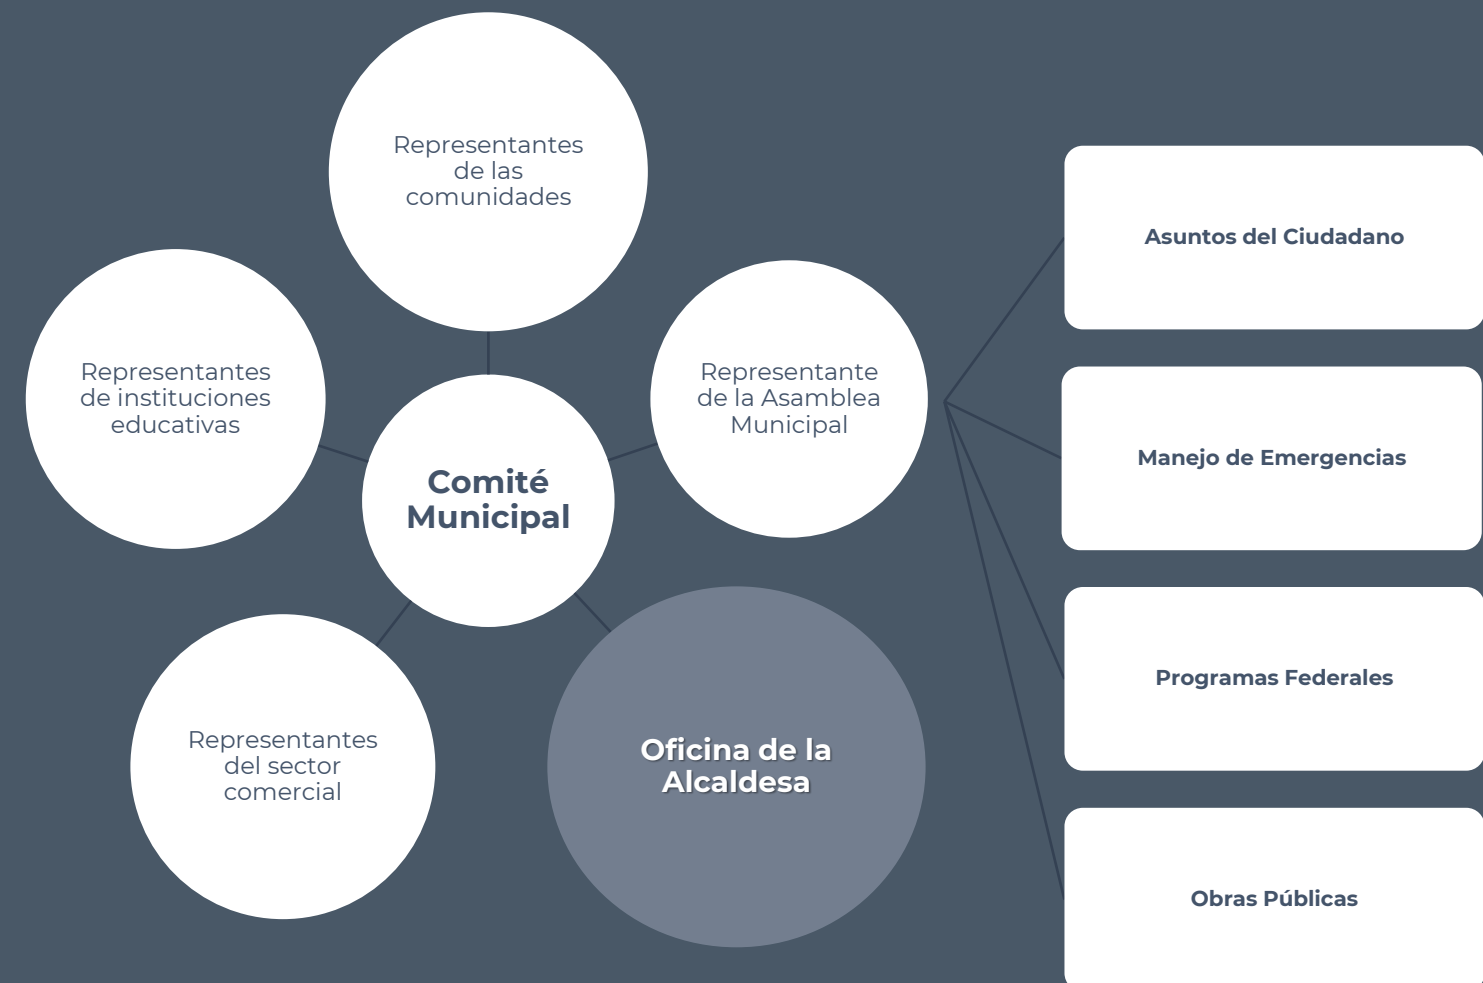 Representantes
de las
comunidades
Representantes
de instituciones
educativas
Representante
de la Asamblea
Municipal
Comité
Municipal
Representantes
del sector
comercial
Oficina de la
Alcaldesa
Asuntos del Ciudadano
Manejo de Emergencias
Programas Federales
Obras Públicas